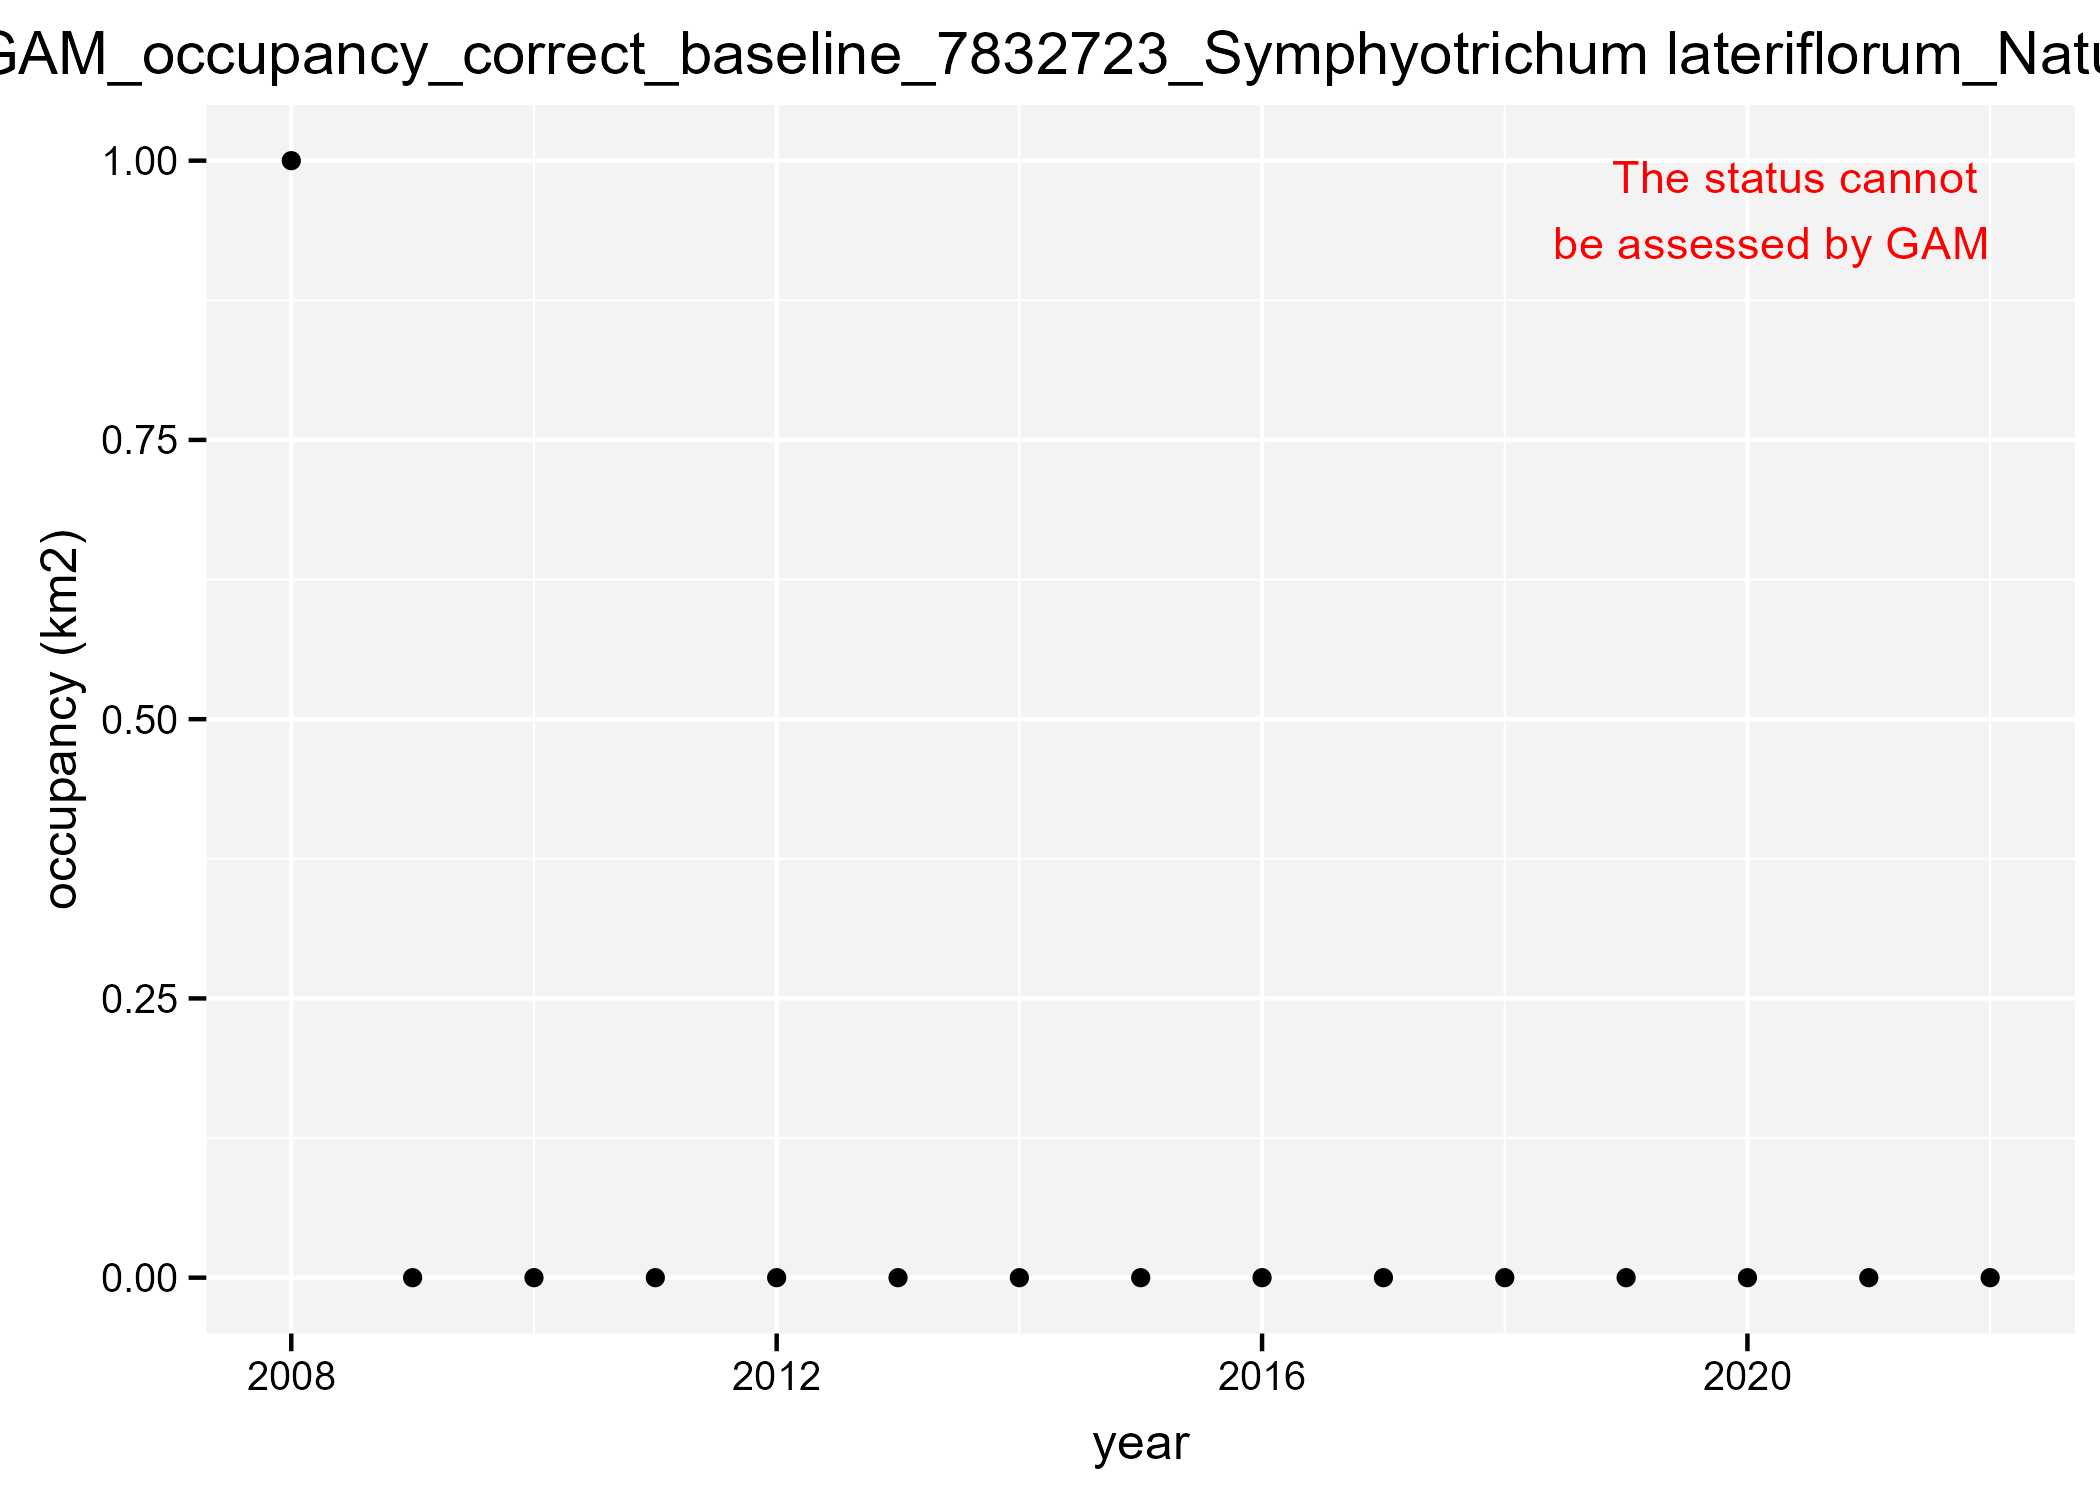 GAM_occupancy_correct_baseline_7832723_Symphyotrichum lateriflorum_Natu
The status cannot
be assessed by GAM
1.00
0.75
0.50
0.25
0.00
occupancy (km2)
2008
2012
2016
2020
year